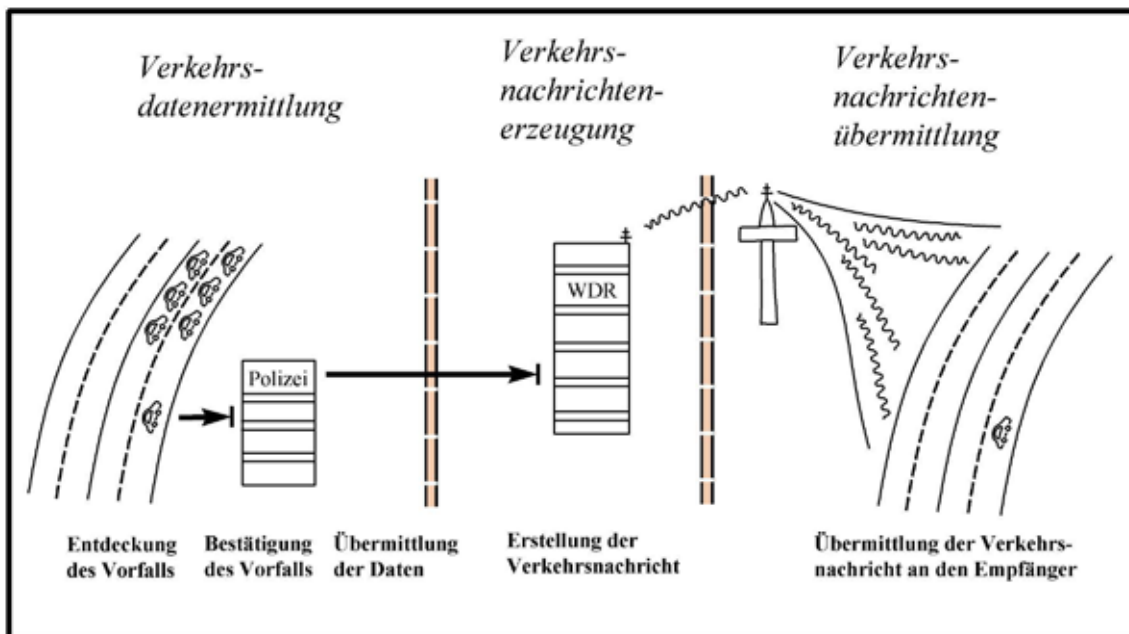 Verkehrs-
datenermittlung
Verkehrs-
nachrichten-
erzeugung
Verkehrs-
nachrichten-
übermittlung
WDR
Polizei
Entdeckung
des Vorfalls
Bestätigung
des Vorfalls
Übermittlung
der Daten
Erstellung der
Verkehrsnachricht
Übermittlung der Verkehrs-
nachricht an den Empfänger